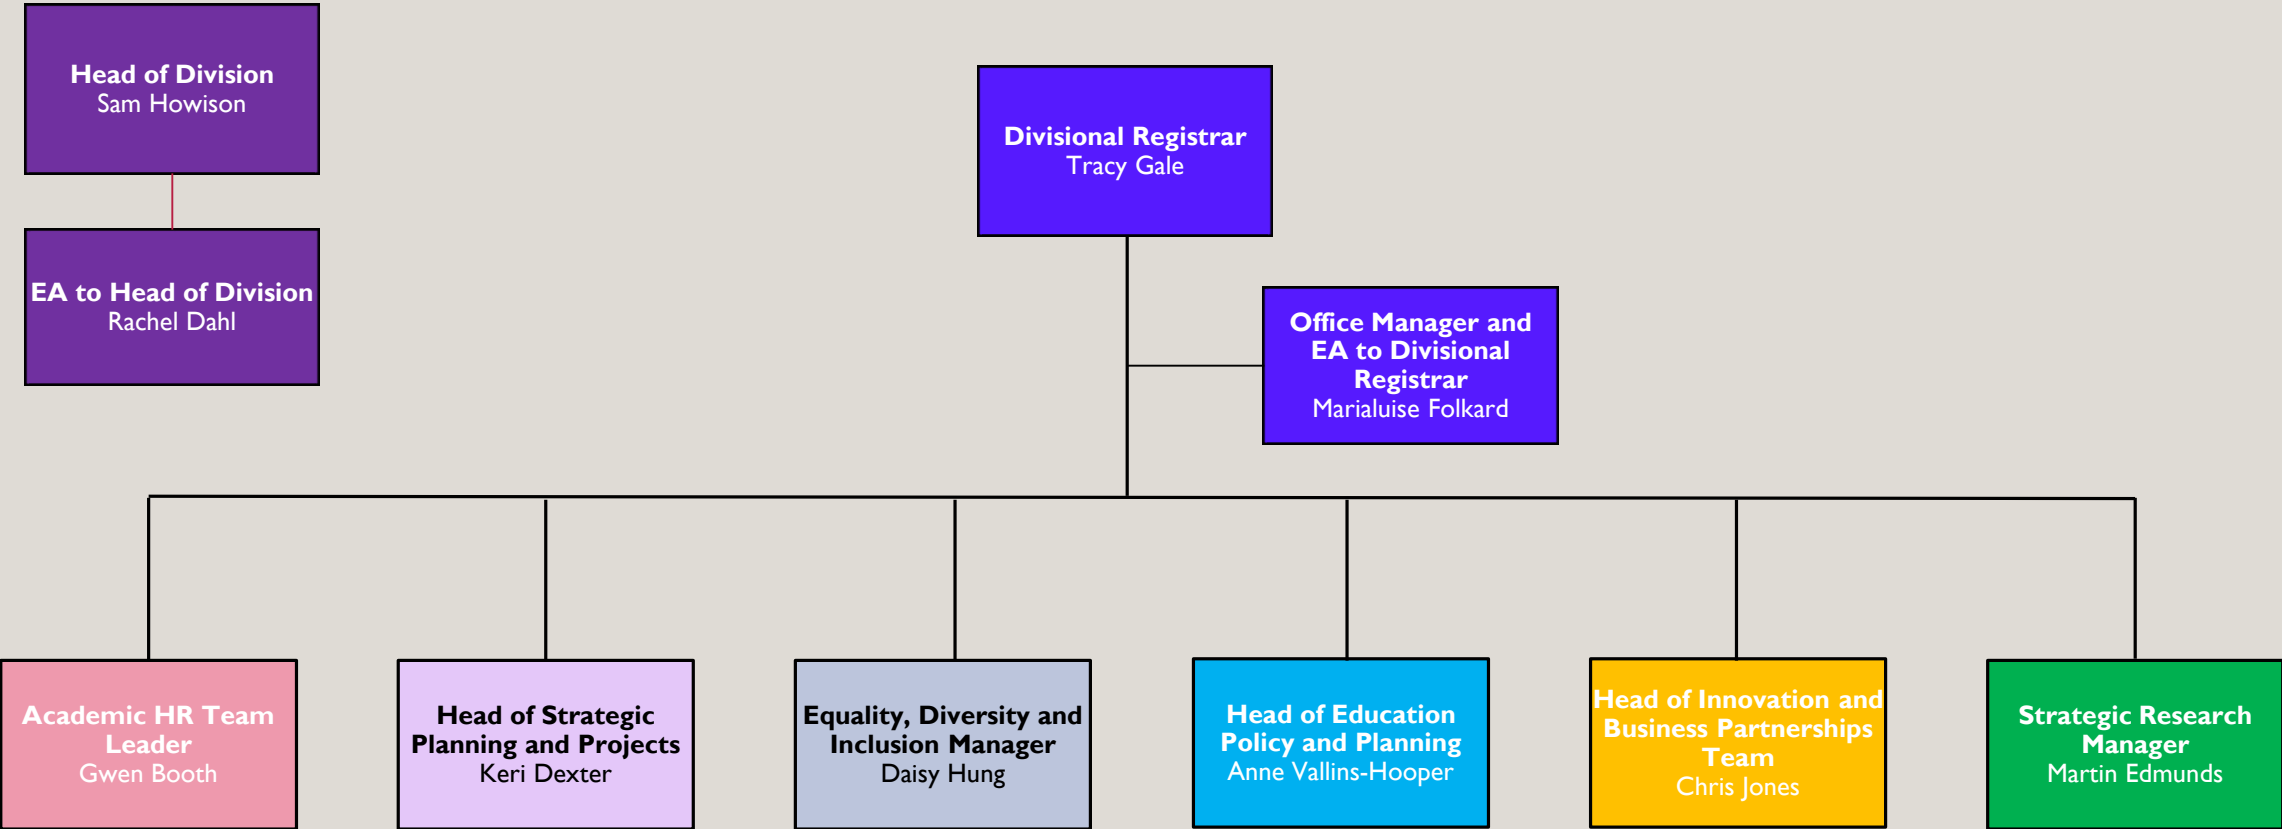 Head of Division
Sam Howison
EA to Head of Division
Rachel Dahl
Divisional Registrar
Tracy Gale
Office Manager and
EA to Divisional
Registrar
Marialuise Folkard
Academic HR Team
Leader
Gwen Booth
Head of Strategic
Planning and Projects
Keri Dexter
Equality, Diversity and
Inclusion Manager
Daisy Hung
Head of Education
Policy and Planning
Anne Vallins-Hooper
Head of Innovation and
Business Partnerships
Team
Chris Jones
Strategic Research
Manager
Martin Edmunds